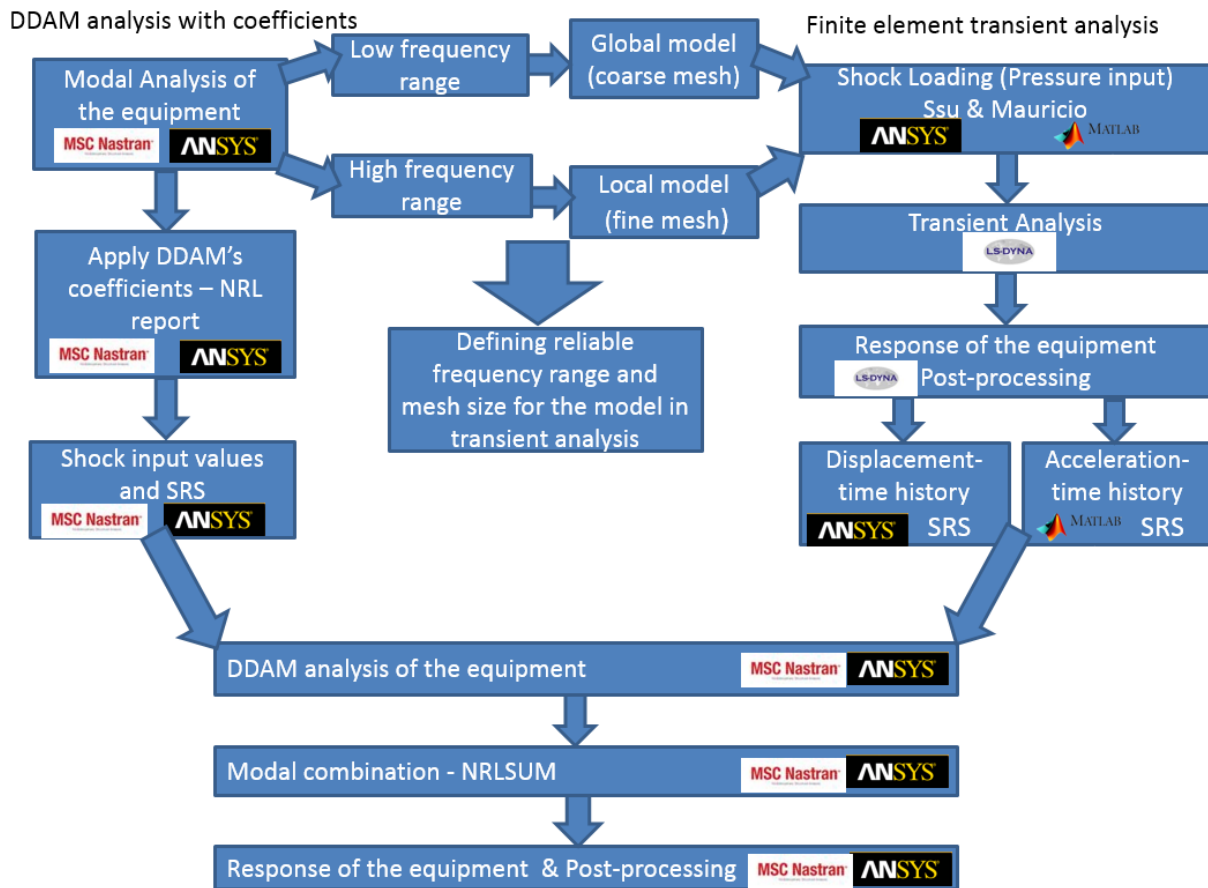 DDAM analysis with coefficients
Finite element transient analysis
Modal Analysis of
the equipment
MSC Nastran
ANSYS
Low frequency
range
Global model
(coarse mesh)
High frequency
range
Local model
(fine mesh)
Shock Loading (Pressure input)
Ssu & Mauricio
ANSYS
MATLAB
Apply DDAM's
coefficients – NRL
report
MSC Nastran
ANSYS
Defining reliable
frequency range and
mesh size for the model in
transient analysis
Transient Analysis
LS-DYNA
Response of the equipment
LS-DYNA
Post-processing
Shock input values
and SRS
MSC Nastran
ANSYS
Displacement-
time history
ANSYS SRS
Acceleration-
time history
MATLAB SRS
DDAM analysis of the equipment
MSC Nastran
ANSYS
Modal combination - NRLSUM
MSC Nastran
ANSYS
Response of the equipment & Post-processing
MSC Nastran
ANSYS